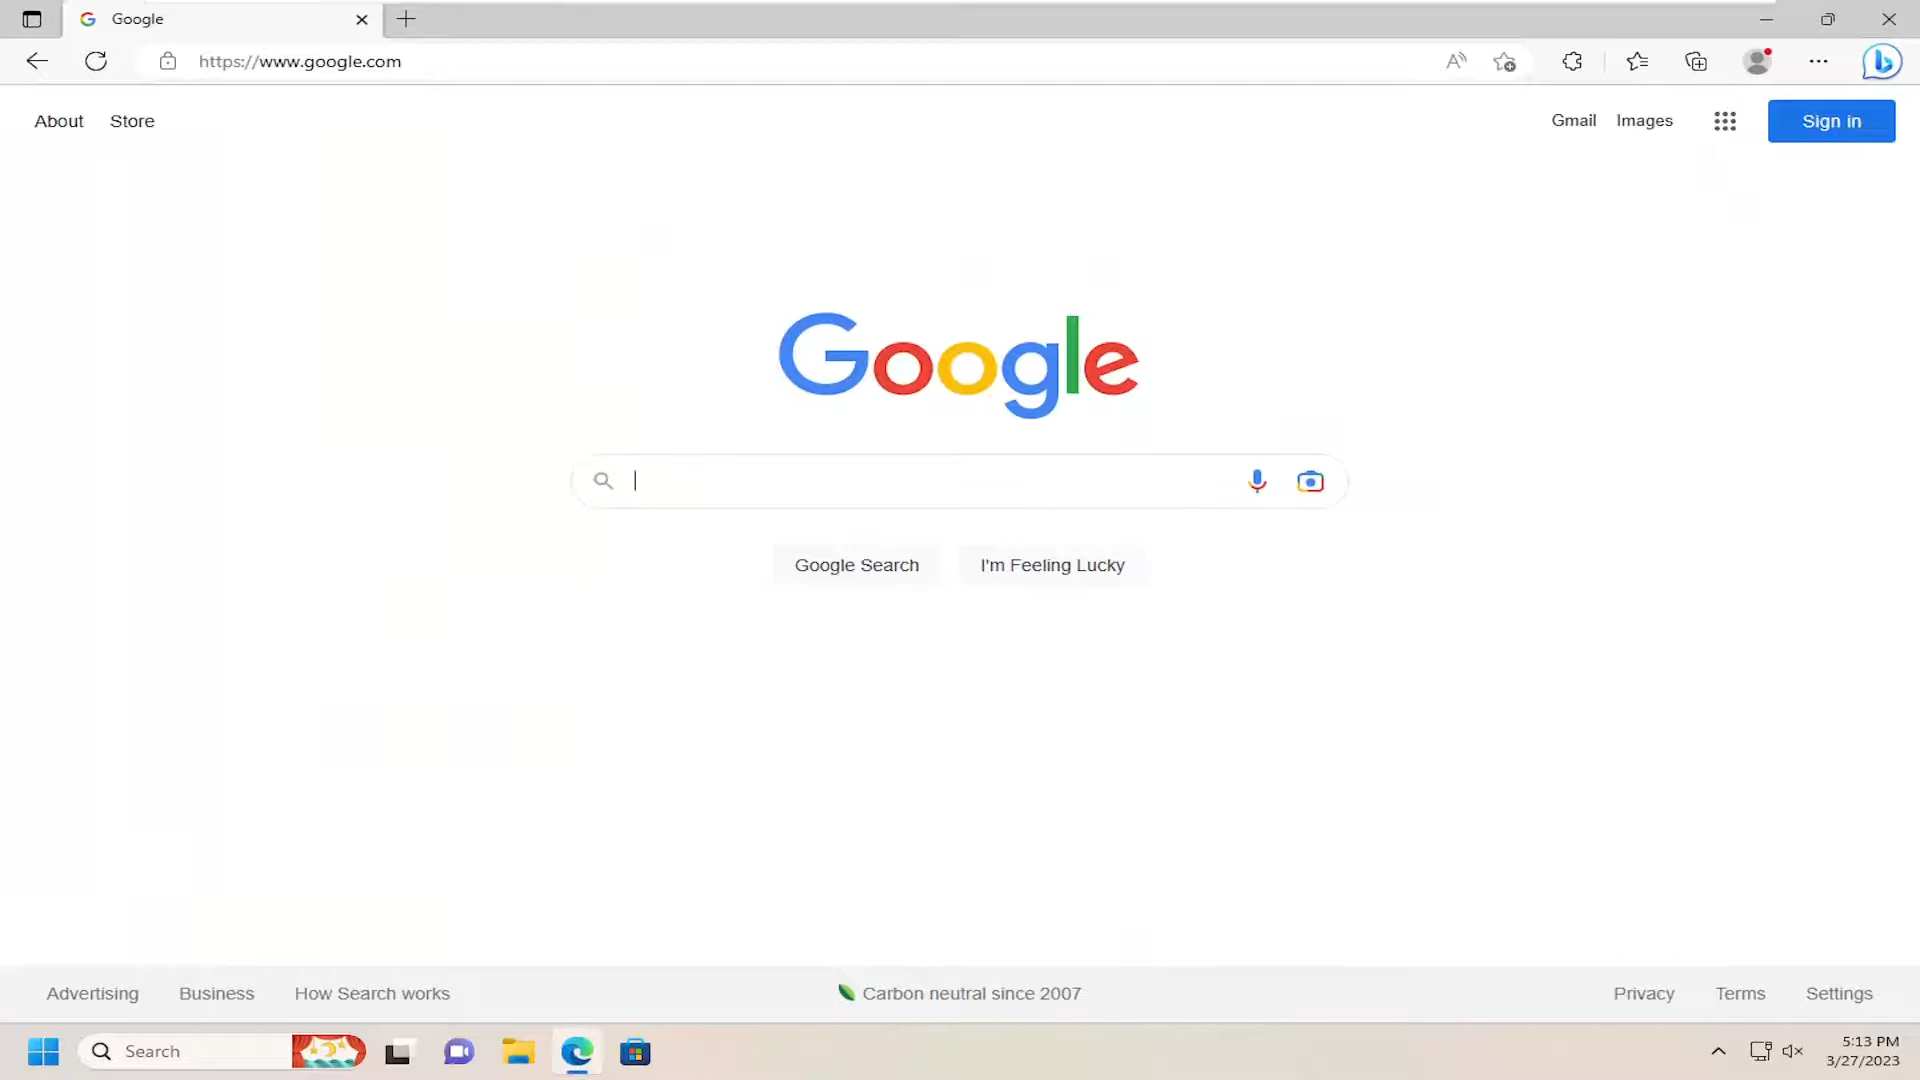 Google
https://www.google.com
About Store
Gmail Images Sign in
Google
Google Search I'm Feeling Lucky
Advertising Business How Search works Carbon neutral since 2007 Privacy Terms Settings
Search
5:13 PM
3/27/2023